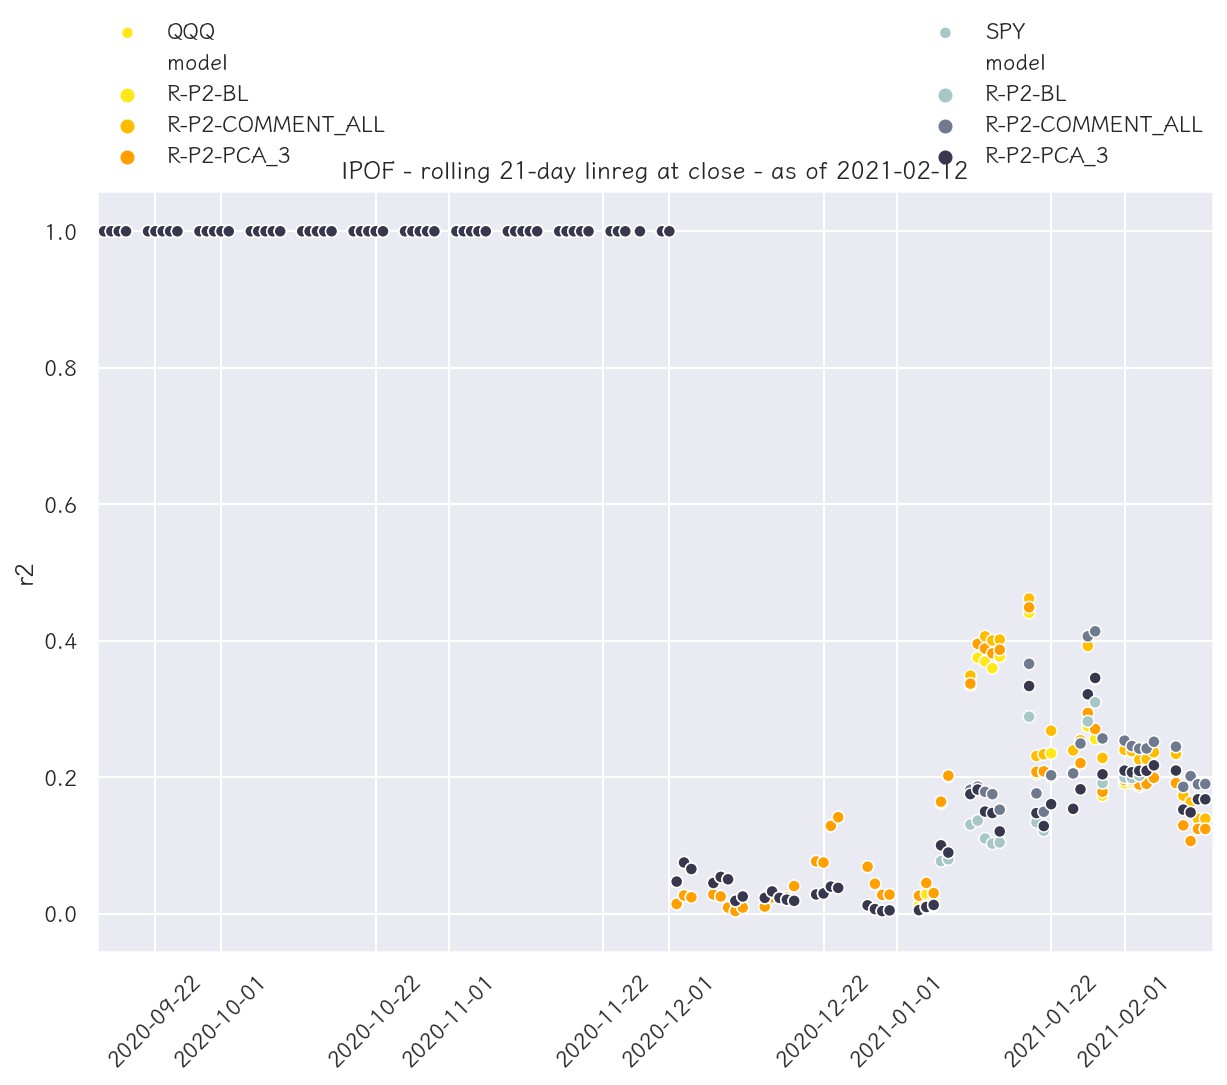 QQQ
model
R-P2-BL
R-P2-COMMENT_ALL
R-P2-PCA_3
SPY
model
R-P2-BL
R-P2-COMMENT_ALL
R-P2-PCA_3
IPOF - rolling 21-day linreg at close - as of 2021-02-12
1.0
0.8
0.6
0.4
0.2
0.0
r2
2020-09-22
2020-10-01
2020-10-22
2020-11-01
2020-11-22
2020-12-01
2020-12-22
2021-01-01
2021-01-22
2021-02-01